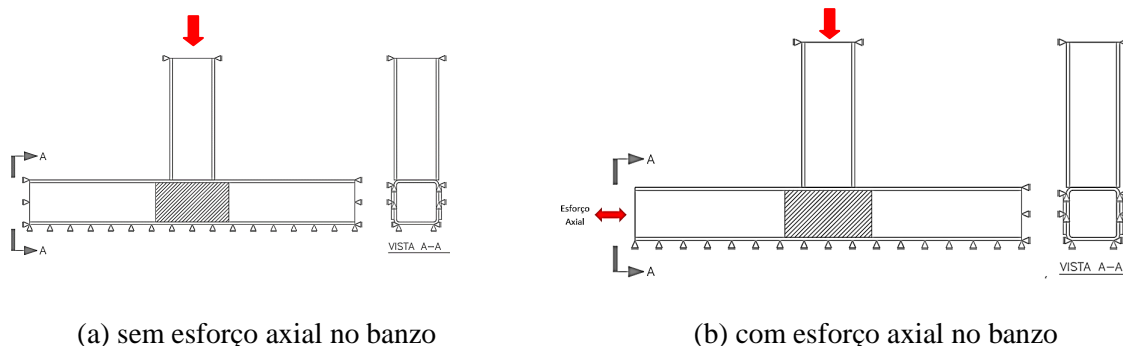 A
A
VISTA A-A
(a) sem esforço axial no banzo
A
Esforço
Axial
A
VISTA A-A
(b) com esforço axial no banzo